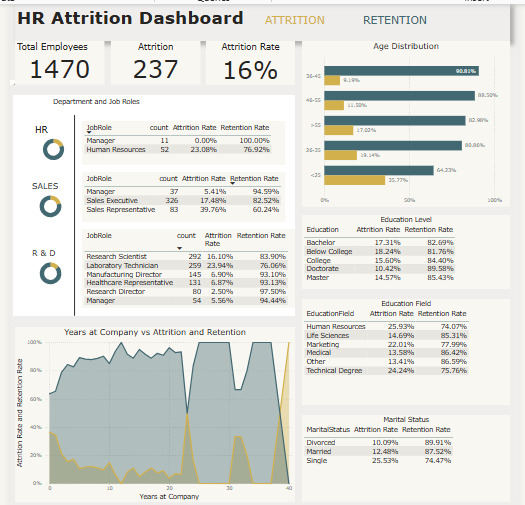 HR Attrition Dashboard
ATTRITION
RETENTION
Total Employees
1470
Attrition
237
Attrition Rate
16%
Age Distribution
36-45 90.81%
9.19%
46-55 88.50%
11.50%
>55 82.98%
17.02%
26-35 80.86%
19.14%
<25 64.23%
35.77%
0% 20% 40% 60% 80% 100%
Department and Job Roles
HR
JobRole count Attrition Rate Retention Rate
Manager 11 0.00% 100.00%
Human Resources 52 23.08% 76.92%
SALES
JobRole count Attrition Rate Retention Rate
Manager 37 5.41% 94.59%
Sales Executive 326 17.48% 82.52%
Sales Representative 83 39.76% 60.24%
R & D
JobRole count Attrition Rate Retention Rate
Research Scientist 292 16.10% 83.90%
Laboratory Technician 259 23.94% 76.06%
Manufacturing Director 145 6.90% 93.10%
Healthcare Representative 131 6.87% 93.13%
Research Director 80 2.50% 97.50%
Manager 54 5.56% 94.44%
Education Level
Education Attrition Rate Retention Rate
Bachelor 17.31% 82.69%
Below College 18.24% 81.76%
College 15.60% 84.40%
Doctorate 10.42% 89.58%
Master 14.57% 85.43%
Education Field
EducationField Attrition Rate Retention Rate
Human Resources 25.93% 74.07%
Life Sciences 14.69% 85.31%
Marketing 22.01% 77.99%
Medical 13.58% 86.42%
Other 13.41% 86.59%
Technical Degree 24.24% 75.76%
Years at Company vs Attrition and Retention
Attrition Rate and Retention Rate
100%
80%
60%
40%
20%
0%
0 10 20 30 40
Years at Company
Marital Status
MaritalStatus Attrition Rate Retention Rate
Divorced 10.09% 89.91%
Married 12.48% 87.52%
Single 25.53% 74.47%